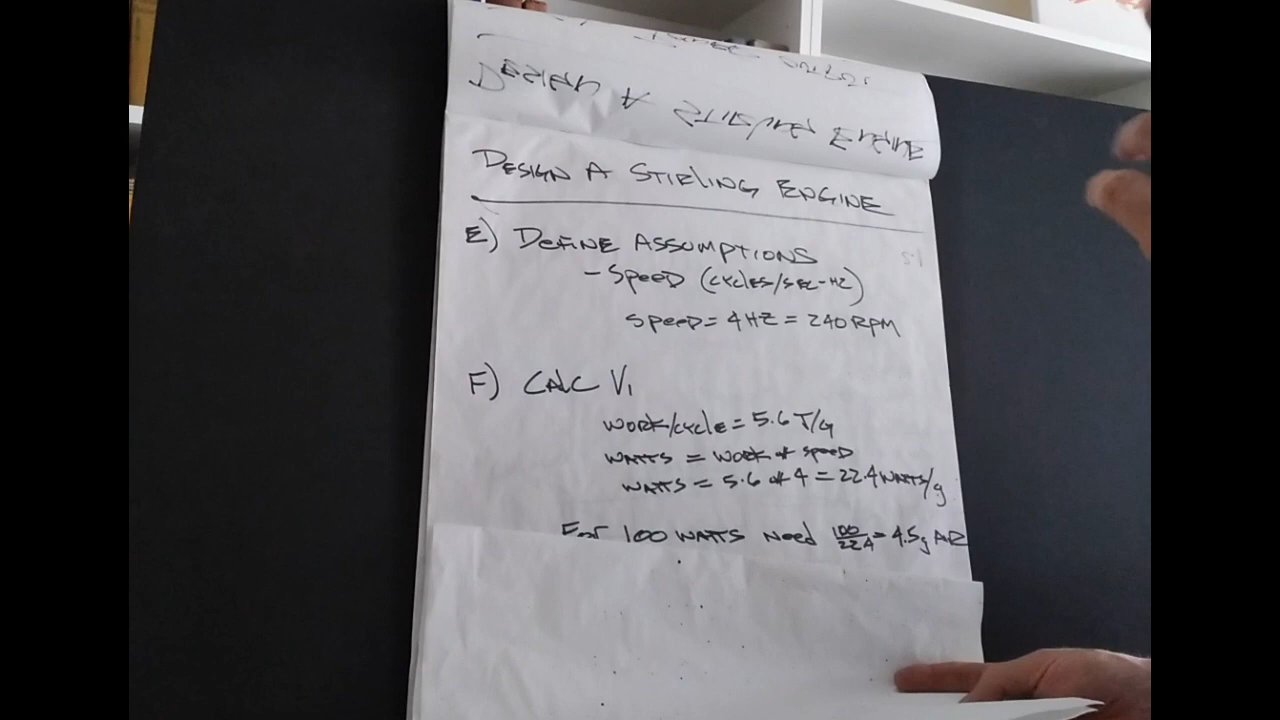 DESIGN A STIRLING ENGINE
E) DEFINE ASSUMPTIONS
- SPEED (CYCLES/SEC-HZ)
SPEED = 4HZ = 240 RPM
F) CALC V1
WORK/CYCLE = 5.6 J/G
WATTS = WORK * SPEED
WATTS = 5.6 * 4 = 22.4 WATTS/g
FOR 100 WATTS NEED 100/22.4 = 4.5g AIR